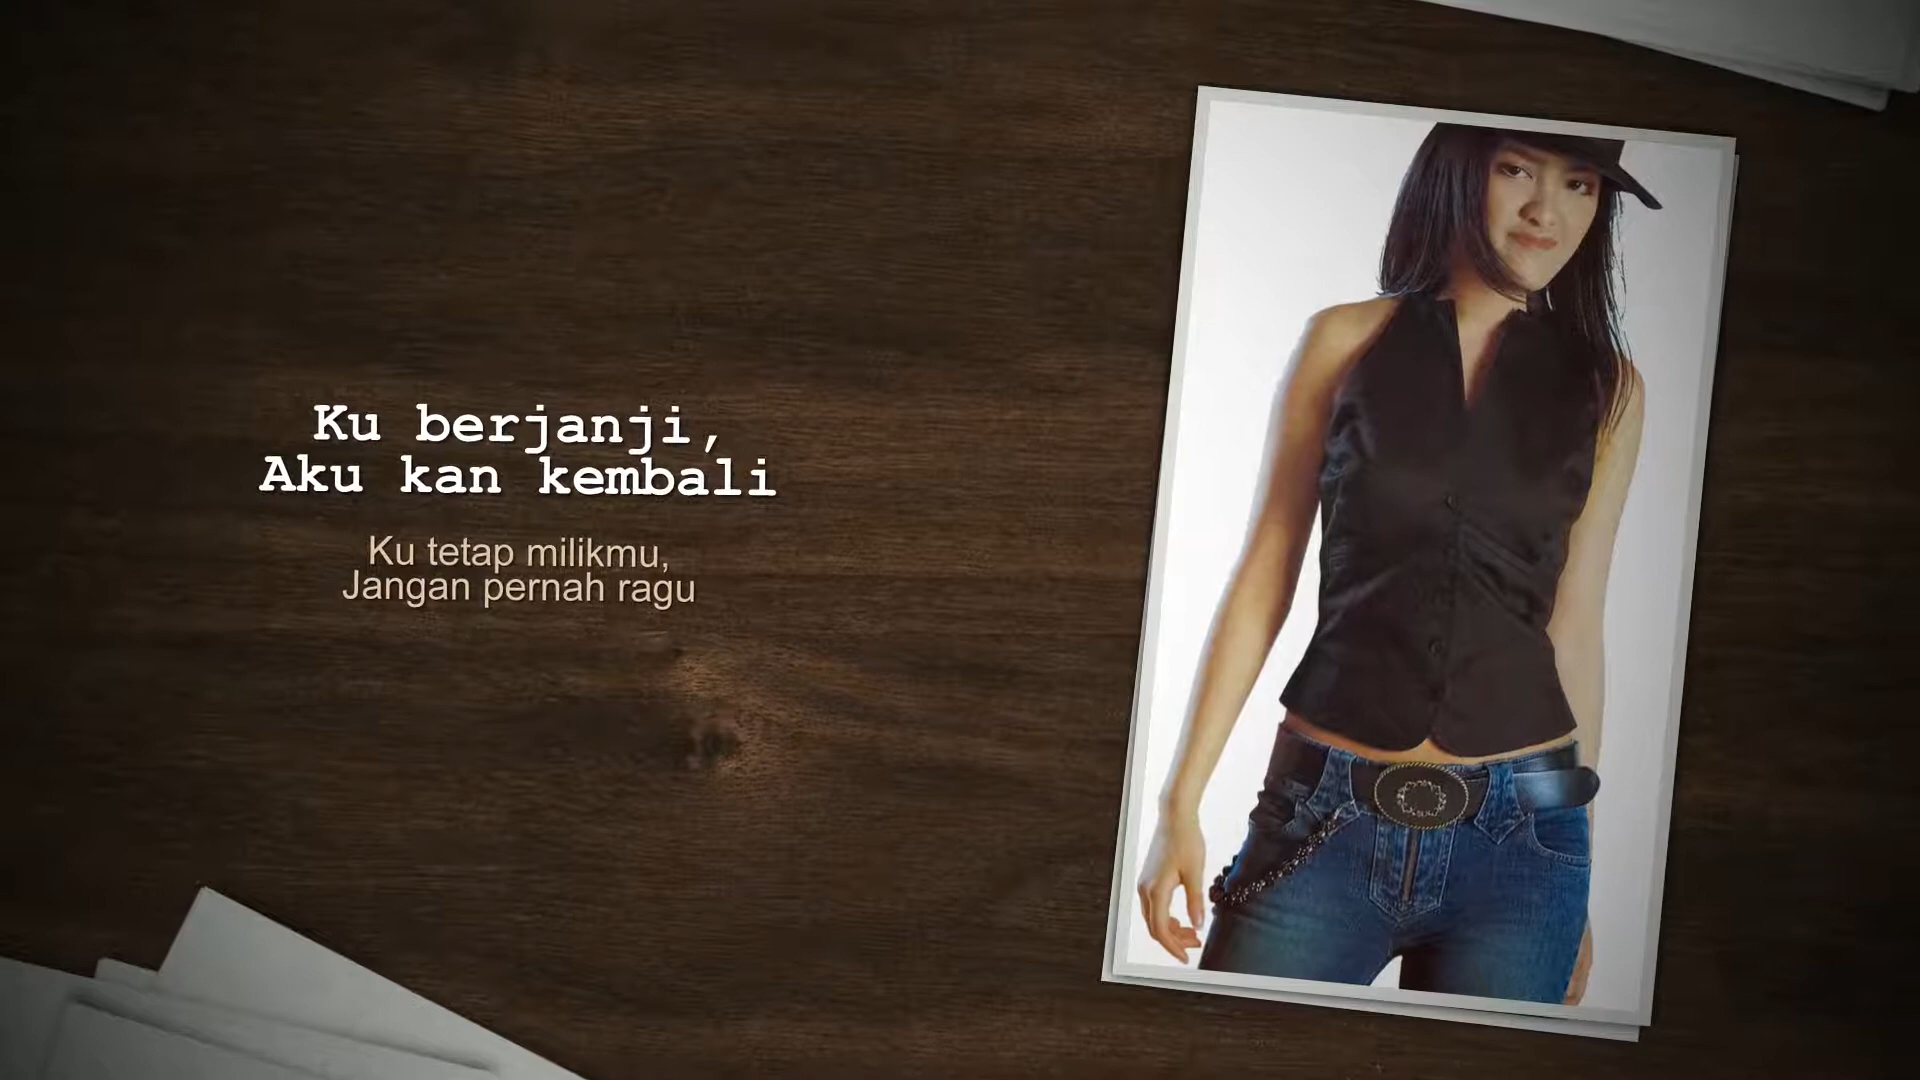 Ku berjanji,
Aku kan kembali
Ku tetap milikmu,
Jangan pernah ragu